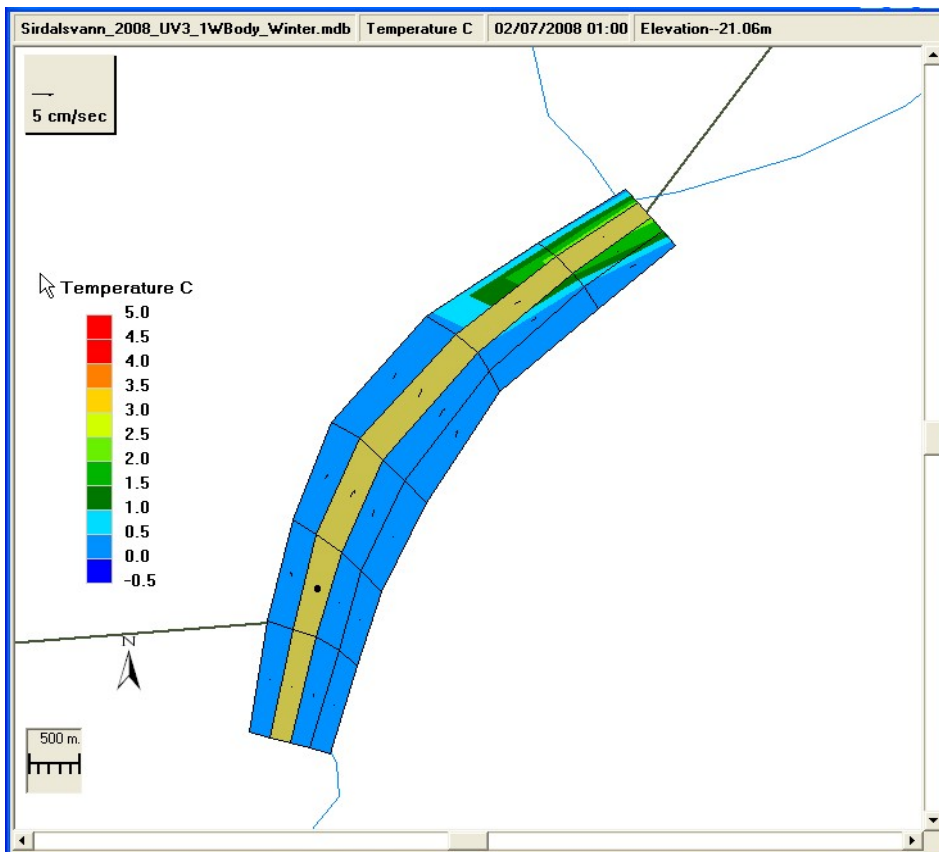 Sirdalsvann_2008_UV3_1WBody_Winter.mdb Temperature C 02/07/2008 01:00 Elevation--21.06m
5 cm/sec
Temperature C
5.0
4.5
4.0
3.5
3.0
2.5
2.0
1.5
1.0
0.5
0.0
-0.5
N
500 m.